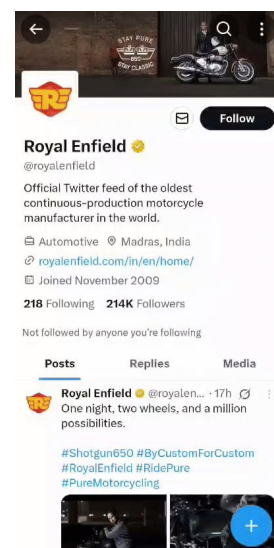 STAY PURE
650
STAY CLASSIC
R
Follow
Royal Enfield
@royalenfield
Official Twitter feed of the oldest
continuous-production motorcycle
manufacturer in the world.
Automotive Madras, India
royalenfield.com/in/en/home/
Joined November 2009
218 Following 214K Followers
Not followed by anyone you're following
Posts Replies Media
Royal Enfield @royalen... · 17h
One night, two wheels, and a million
possibilities.
#Shotgun650 #ByCustomForCustom
#RoyalEnfield #RidePure
#PureMotorcycling